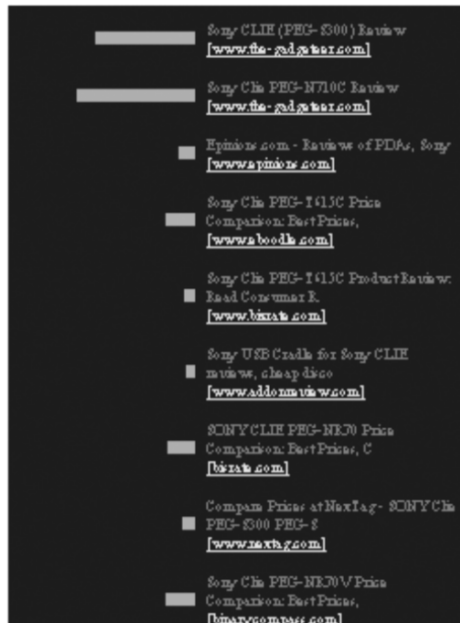 Sony CLIE (PEG-S300) Review
[www.the-gadgeteer.com]
Sony Clie PEG-N710C Review
[www.the-gadgeteer.com]
Epinions.com - Reviews of PDAs, Sony
[www.epinions.com]
Sony Clie PEG-T615C Price
Comparison: Best Prices,
[www.aboodle.com]
Sony Clie PEG-T615C Product Review:
Read Consumer R
[www.bizrate.com]
Sony USB Cradle for Sony CLIE
reviews, cheap disco
[www.addonreview.com]
SONY CLIE PEG-NR70 Price
Comparison: Best Prices, C
[bizrate.com]
Compare Prices at NexTag - SONY Clie
PEG-S300 PEG-S
[www.nextag.com]
Sony Clie PEG-NR70V Price
Comparison: Best Prices,
[binarycompass.com]